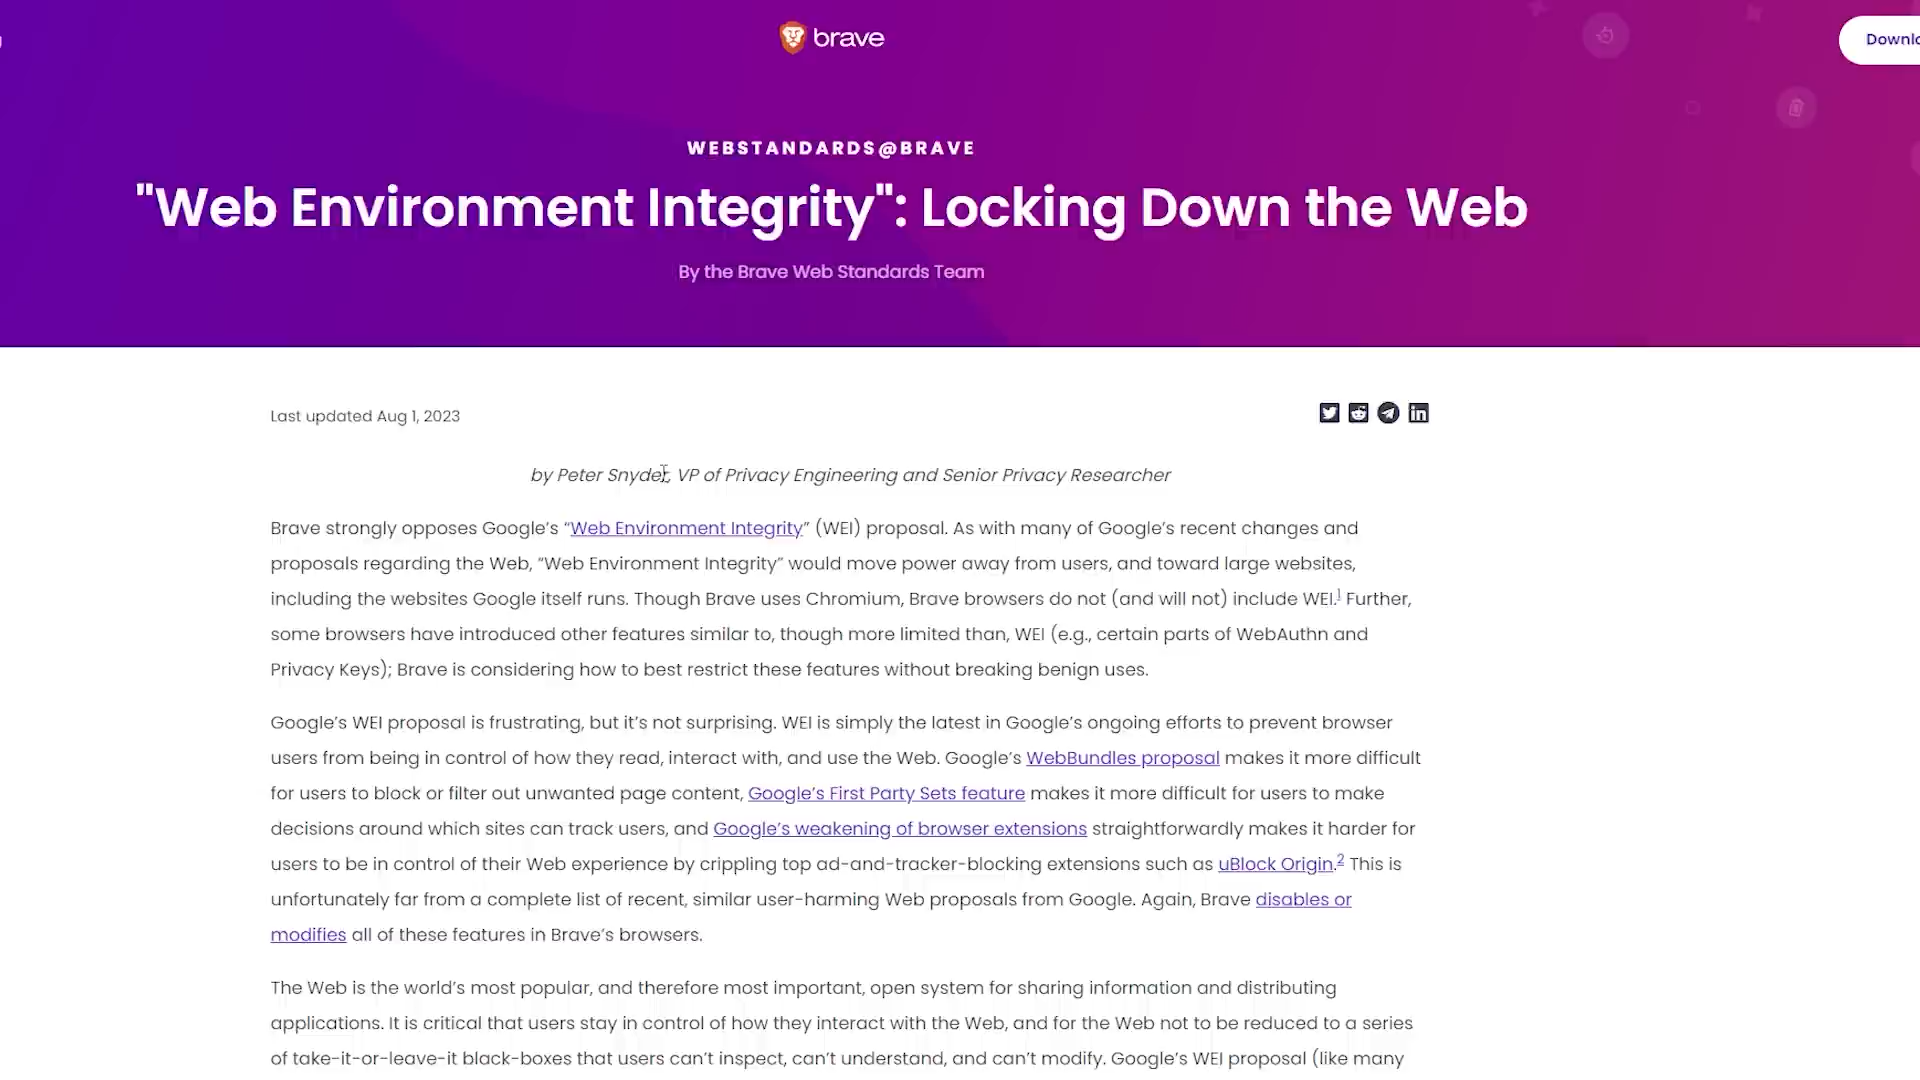 brave
Downlo
WEBSTANDARDS@BRAVE
"Web Environment Integrity": Locking Down the Web
By the Brave Web Standards Team
Last updated Aug 1, 2023
by Peter Snyder, VP of Privacy Engineering and Senior Privacy Researcher
Brave strongly opposes Google’s “Web Environment Integrity” (WEI) proposal. As with many of Google’s recent changes and
proposals regarding the Web, “Web Environment Integrity” would move power away from users, and toward large websites,
including the websites Google itself runs. Though Brave uses Chromium, Brave browsers do not (and will not) include WEI.1 Further,
some browsers have introduced other features similar to, though more limited than, WEI (e.g., certain parts of WebAuthn and
Privacy Keys); Brave is considering how to best restrict these features without breaking benign uses.
Google’s WEI proposal is frustrating, but it’s not surprising. WEI is simply the latest in Google’s ongoing efforts to prevent browser
users from being in control of how they read, interact with, and use the Web. Google’s WebBundles proposal makes it more difficult
for users to block or filter out unwanted page content, Google’s First Party Sets feature makes it more difficult for users to make
decisions around which sites can track users, and Google’s weakening of browser extensions straightforwardly makes it harder for
users to be in control of their Web experience by crippling top ad-and-tracker-blocking extensions such as uBlock Origin.2 This is
unfortunately far from a complete list of recent, similar user-harming Web proposals from Google. Again, Brave disables or
modifies all of these features in Brave’s browsers.
The Web is the world’s most popular, and therefore most important, open system for sharing information and distributing
applications. It is critical that users stay in control of how they interact with the Web, and for the Web not to be reduced to a series
of take-it-or-leave-it black-boxes that users can’t inspect, can’t understand, and can’t modify. Google’s WEI proposal (like many